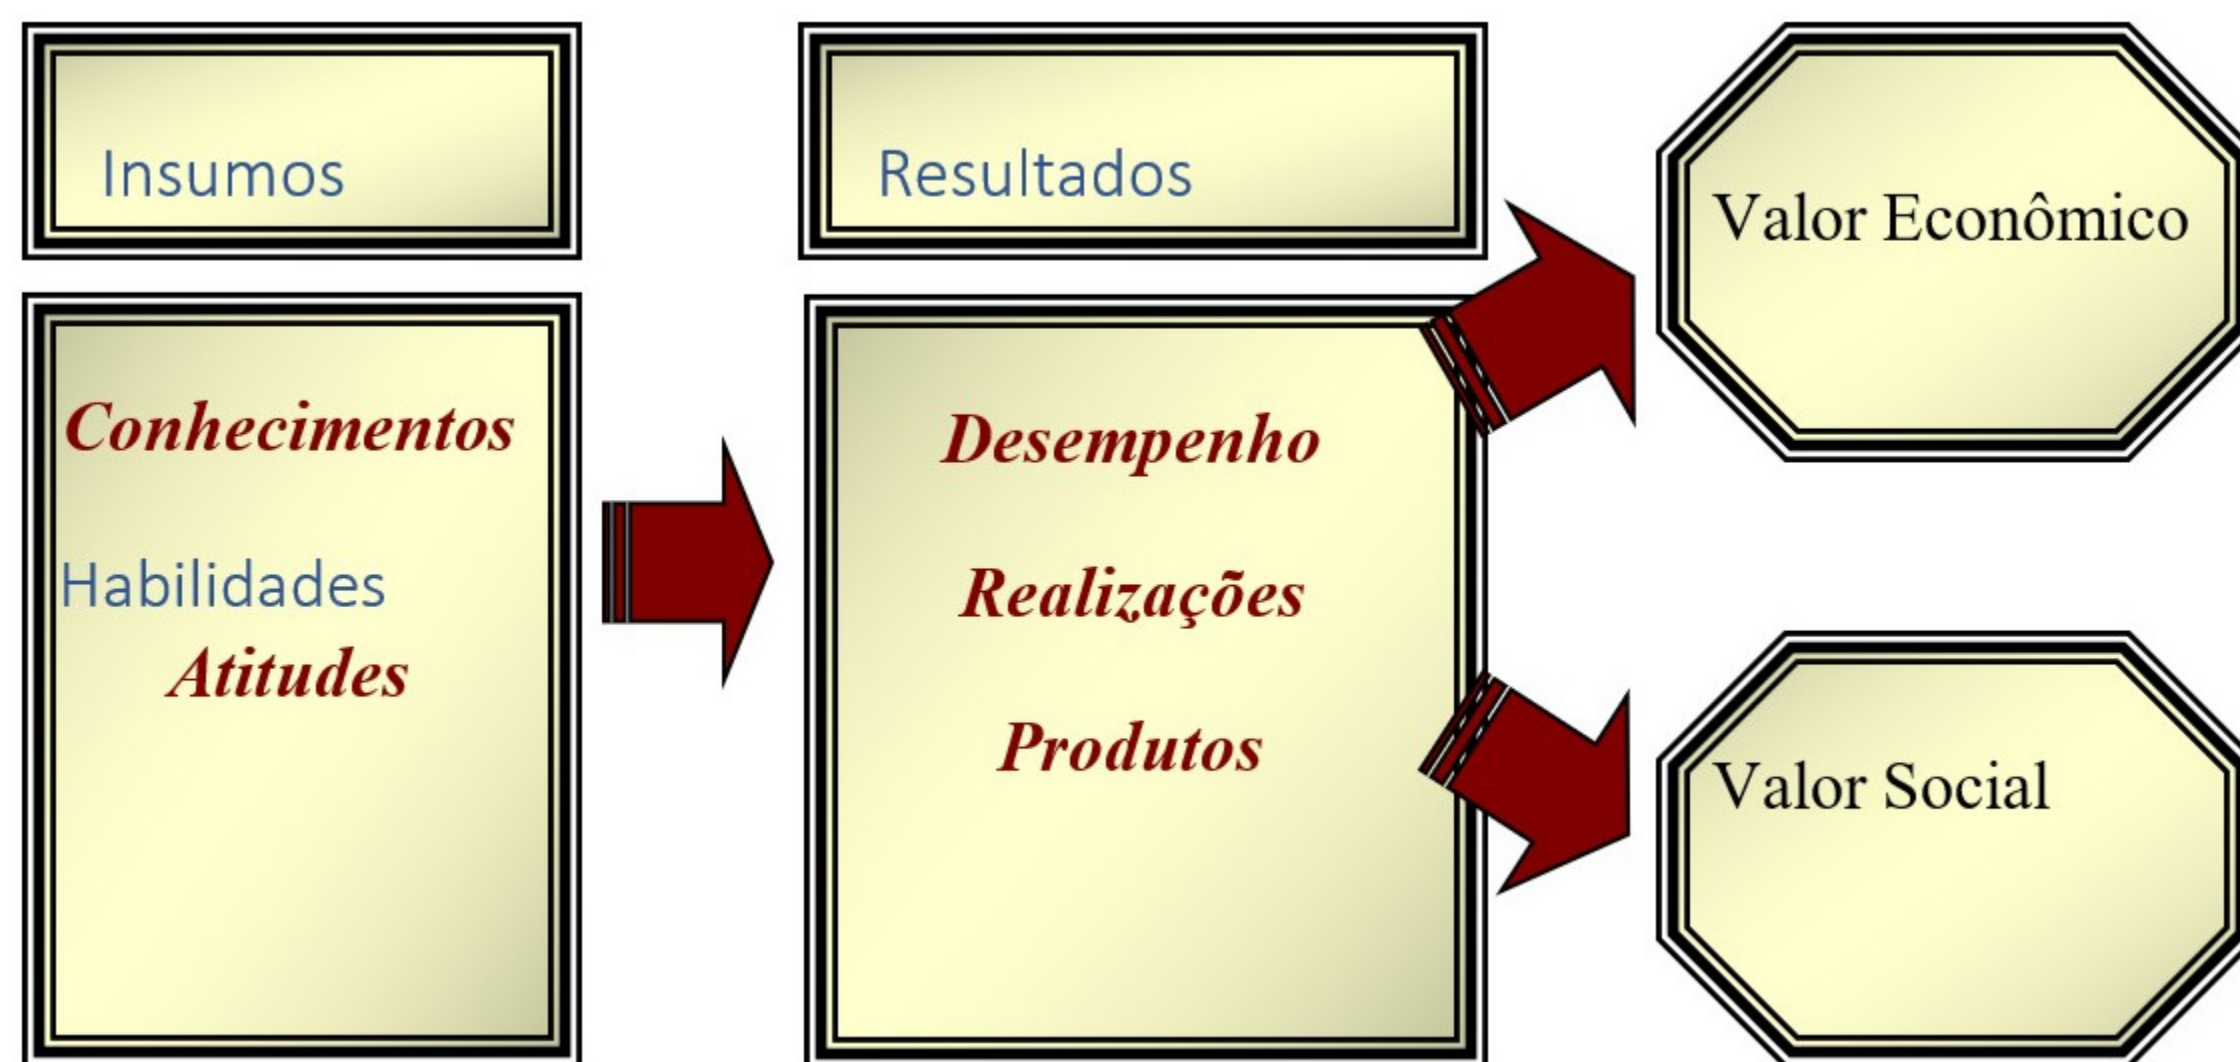 Insumos
Conhecimentos
Habilidades
Atitudes
Resultados
Desempenho
Realizações
Produtos
Valor Econômico
Valor Social